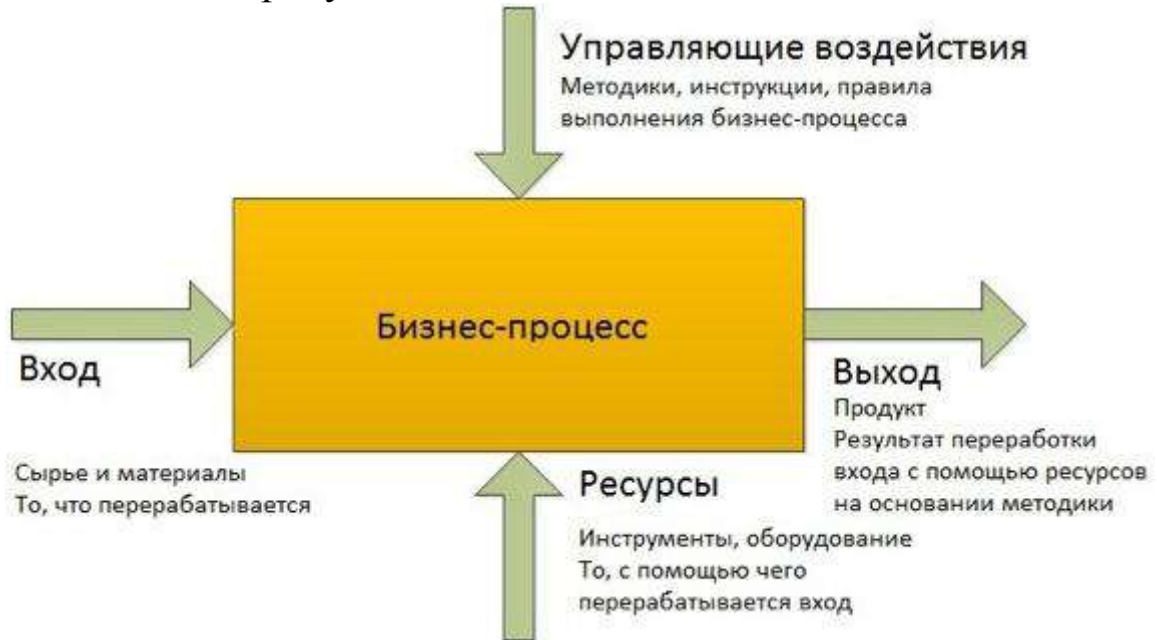 Управляющие воздействия
Методики, инструкции, правила
выполнения бизнес-процесса
Бизнес-процесс
Вход
Сырье и материалы
То, что перерабатывается
Выход
Продукт
Результат переработки
входа с помощью ресурсов
на основании методики
Ресурсы
Инструменты, оборудование
То, с помощью чего
перерабатывается вход